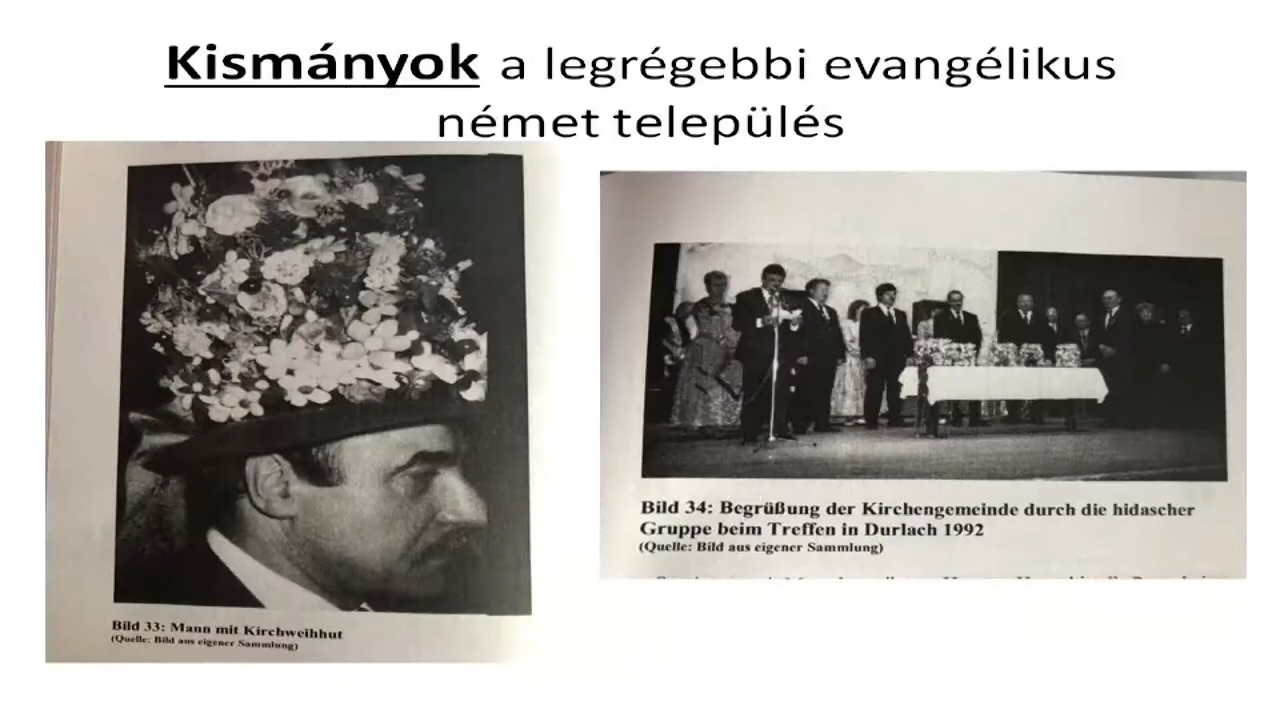 Kismányok a legrégebbi evangélikus
német település
Bild 33: Mann mit Kirchweihhut
(Quelle: Bild aus eigener Sammlung)
Bild 34: Begrüßung der Kirchengemeinde durch die hidascher
Gruppe beim Treffen in Durlach 1992
(Quelle: Bild aus eigener Sammlung)